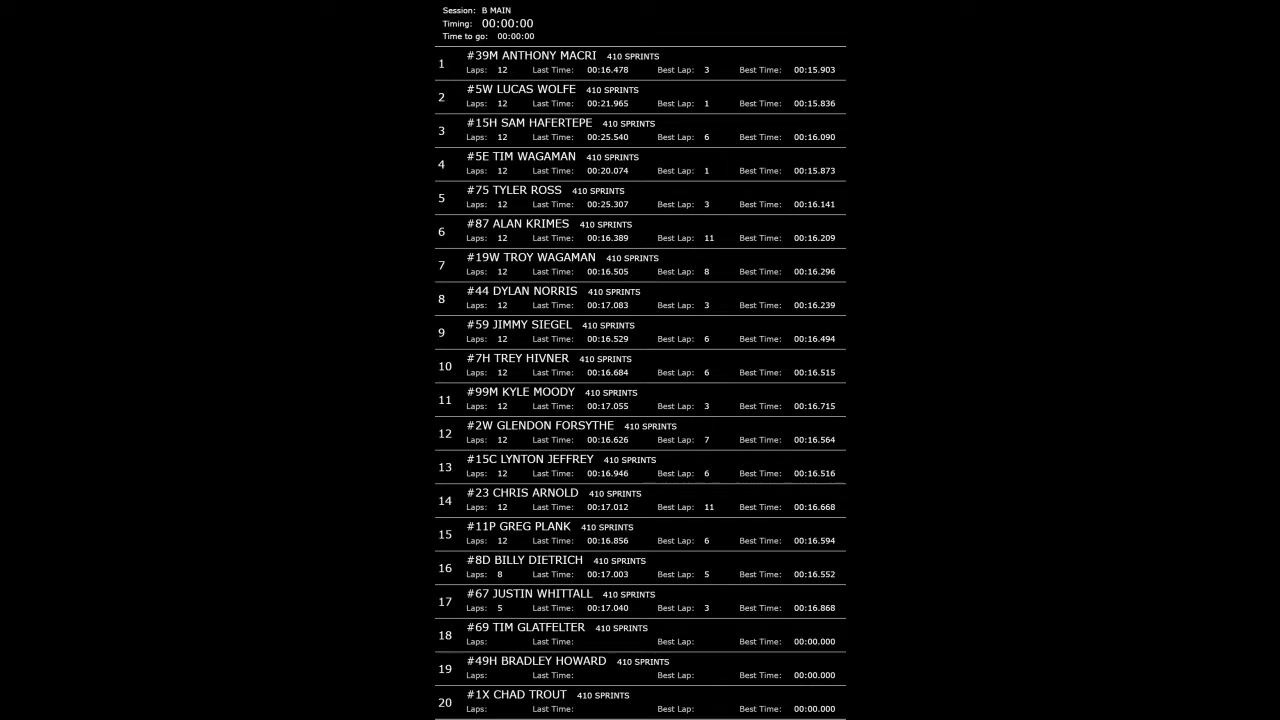 Session: B MAIN
Timing: 00:00:00
Time to go: 00:00:00
1 #39M ANTHONY MACRI 410 SPRINTS
Laps: 12 Last Time: 00:16.478 Best Lap: 3 Best Time: 00:15.903
2 #5W LUCAS WOLFE 410 SPRINTS
Laps: 12 Last Time: 00:21.965 Best Lap: 1 Best Time: 00:15.836
3 #15H SAM HAFERTEPE 410 SPRINTS
Laps: 12 Last Time: 00:25.540 Best Lap: 6 Best Time: 00:16.090
4 #5E TIM WAGAMAN 410 SPRINTS
Laps: 12 Last Time: 00:20.074 Best Lap: 1 Best Time: 00:15.873
5 #75 TYLER ROSS 410 SPRINTS
Laps: 12 Last Time: 00:25.307 Best Lap: 3 Best Time: 00:16.141
6 #87 ALAN KRIMES 410 SPRINTS
Laps: 12 Last Time: 00:16.389 Best Lap: 11 Best Time: 00:16.209
7 #19W TROY WAGAMAN 410 SPRINTS
Laps: 12 Last Time: 00:16.505 Best Lap: 8 Best Time: 00:16.296
8 #44 DYLAN NORRIS 410 SPRINTS
Laps: 12 Last Time: 00:17.083 Best Lap: 3 Best Time: 00:16.239
9 #59 JIMMY SIEGEL 410 SPRINTS
Laps: 12 Last Time: 00:16.529 Best Lap: 6 Best Time: 00:16.494
10 #7H TREY HIVNER 410 SPRINTS
Laps: 12 Last Time: 00:16.684 Best Lap: 6 Best Time: 00:16.515
11 #99M KYLE MOODY 410 SPRINTS
Laps: 12 Last Time: 00:17.055 Best Lap: 3 Best Time: 00:16.715
12 #2W GLENDON FORSYTHE 410 SPRINTS
Laps: 12 Last Time: 00:16.626 Best Lap: 7 Best Time: 00:16.564
13 #15C LYNTON JEFFREY 410 SPRINTS
Laps: 12 Last Time: 00:16.946 Best Lap: 6 Best Time: 00:16.516
14 #23 CHRIS ARNOLD 410 SPRINTS
Laps: 12 Last Time: 00:17.012 Best Lap: 11 Best Time: 00:16.668
15 #11P GREG PLANK 410 SPRINTS
Laps: 12 Last Time: 00:16.856 Best Lap: 6 Best Time: 00:16.594
16 #8D BILLY DIETRICH 410 SPRINTS
Laps: 8 Last Time: 00:17.003 Best Lap: 5 Best Time: 00:16.552
17 #67 JUSTIN WHITTALL 410 SPRINTS
Laps: 5 Last Time: 00:17.040 Best Lap: 3 Best Time: 00:16.868
18 #69 TIM GLATFELTER 410 SPRINTS
Laps: Last Time: Best Lap: Best Time: 00:00.000
19 #49H BRADLEY HOWARD 410 SPRINTS
Laps: Last Time: Best Lap: Best Time: 00:00.000
20 #1X CHAD TROUT 410 SPRINTS
Laps: Last Time: Best Lap: Best Time: 00:00.000